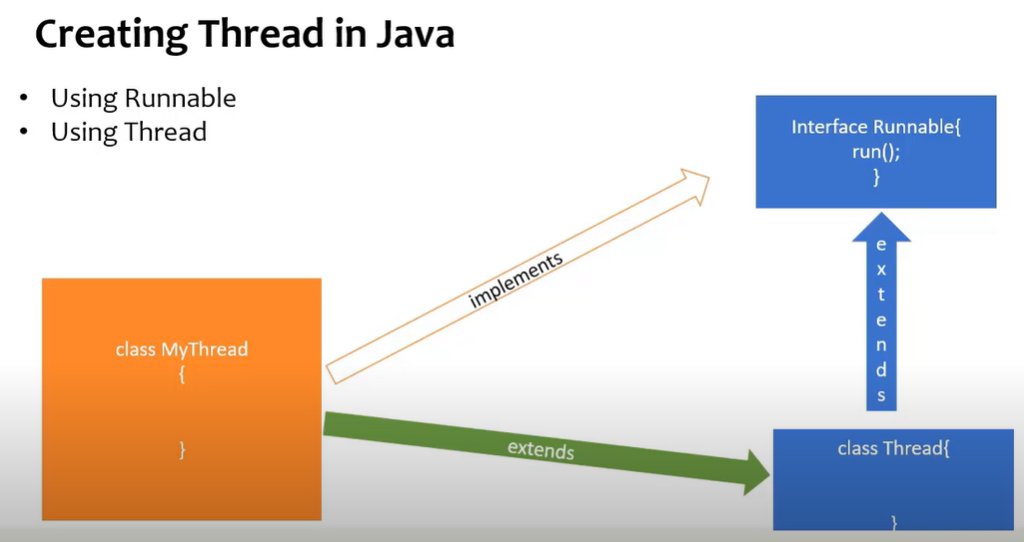 Creating Thread in Java
• Using Runnable
• Using Thread
Interface Runnable{
run();
}
implements
extends
class MyThread
{
}
extends
class Thread{
}